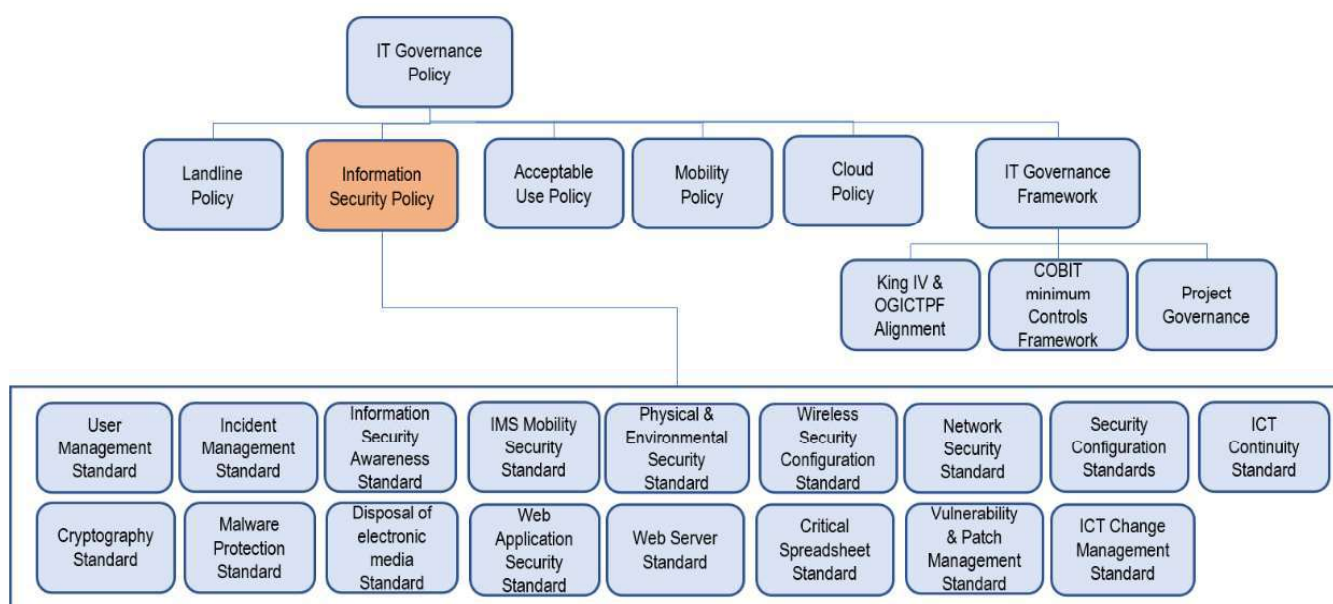 IT Governance
Policy
Landline
Policy
Information
Security Policy
Acceptable
Use Policy
Mobility
Policy
Cloud
Policy
IT Governance
Framework
King IV &
OGICTPF
Alignment
COBIT
minimum
Controls
Framework
Project
Governance
User
Management
Standard
Incident
Management
Standard
Information
Security
Awareness
Standard
IMS Mobility
Security
Standard
Physical &
Environmental
Security
Standard
Wireless
Security
Configuration
Standard
Network
Security
Standard
Security
Configuration
Standards
ICT
Continuity
Standard
Cryptography
Standard
Malware
Protection
Standard
Disposal of
electronic
media
Standard
Web
Application
Security
Standard
Web Server
Standard
Critical
Spreadsheet
Standard
Vulnerability
& Patch
Management
Standard
ICT Change
Management
Standard